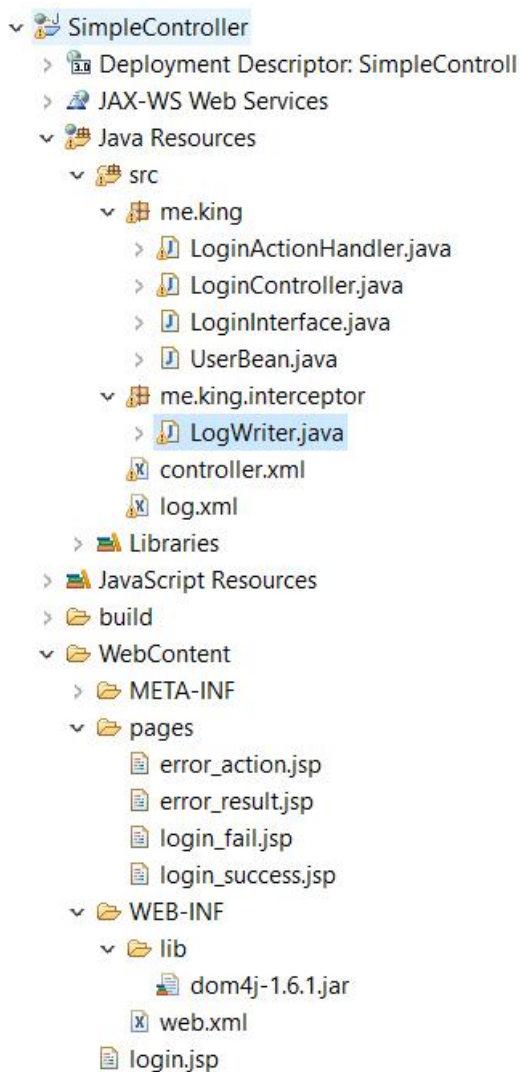 SimpleController
Deployment Descriptor: SimpleControll
JAX-WS Web Services
Java Resources
src
me.king
LoginActionHandler.java
LoginController.java
LoginInterface.java
UserBean.java
me.king.interceptor
LogWriter.java
controller.xml
log.xml
Libraries
JavaScript Resources
build
WebContent
META-INF
pages
error_action.jsp
error_result.jsp
login_fail.jsp
login_success.jsp
WEB-INF
lib
dom4j-1.6.1.jar
web.xml
login.jsp